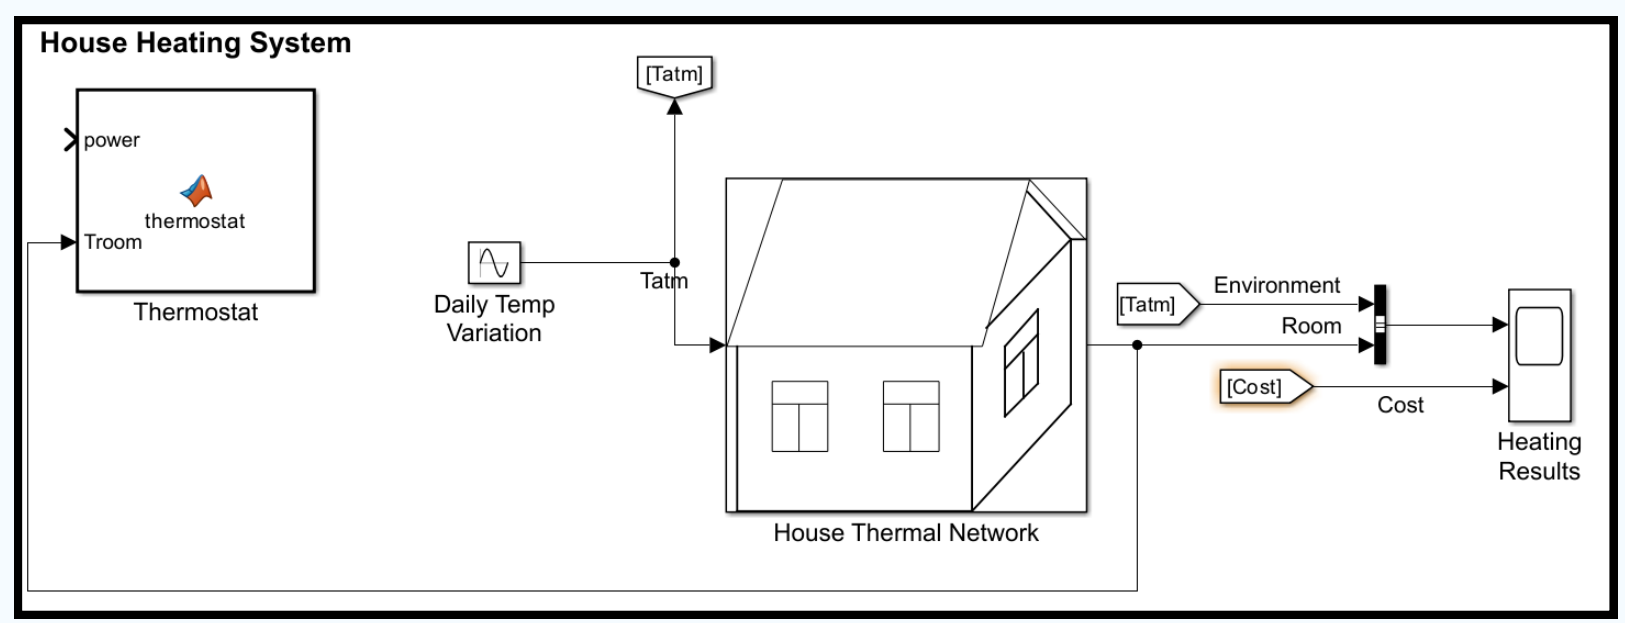 House Heating System
[Tatm]
power
thermostat
Troom
Thermostat
Tatm
Daily Temp
Variation
House Thermal Network
[Tatm]
Environment
Room
[Cost]
Cost
Heating
Results